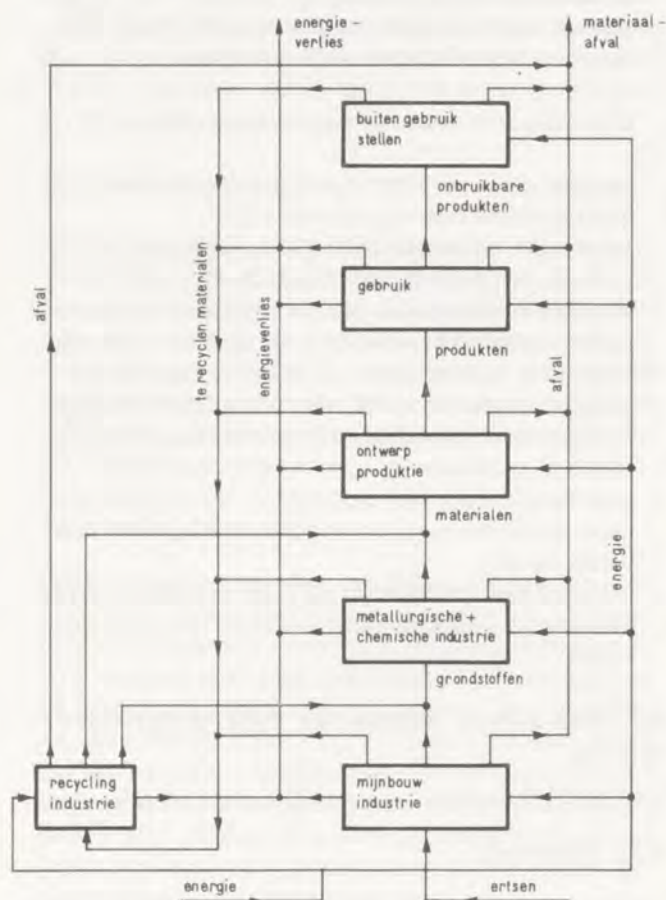 energie -
verlies
materiaal -
afval
buiten gebruik
stellen
onbruikbare
produkten
gebruik
produkten
afval
te recyclen materialen
energieverlies
afval
ontwerp
produktie
materialen
energie
metallurgische +
chemische industrie
grondstoffen
recycling
industrie
mijnbouw
industrie
energie
ertsen